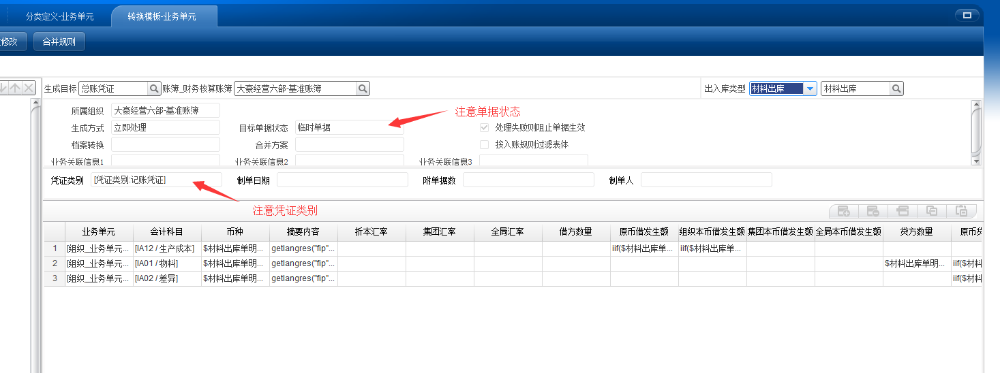 分类定义-业务单元 转换模板-业务单元
修改 合并规则
生成目标 总账凭证 账簿_财务核算账簿 大豪经营六部-基准账簿 出入库类型 材料出库 材料出库
所属组织 大豪经营六部-基准账簿
注意单据状态
生成方式 立即处理 目标单据状态 临时单据 处理失败则阻止单据生效
档案转换 合并方案 按入账规则过滤表体
业务关联信息1 业务关联信息2 业务关联信息3
凭证类别 [凭证类别:记账凭证] 制单日期 附单据数 制单人
注意凭证类别
业务单元 会计科目 币种 摘要内容 折本汇率 集团汇率 全局汇率 借方数量 原币借发生额 组织本币借发生额 集团本币借发生额 全局本币借发生额 贷方数量 原币贷
1 [组织_业务单元... [IA12 / 生产成本] $材料出库单明... getlangres("fip"... iif($材料出库单... iif($材料出库单...
2 [组织_业务单元... [IA01 / 物料] $材料出库单明... getlangres("fip"... $材料出库单明... iif($材料
3 [组织_业务单元... [IA02 / 差异] $材料出库单明... getlangres("fip"... iif($材料